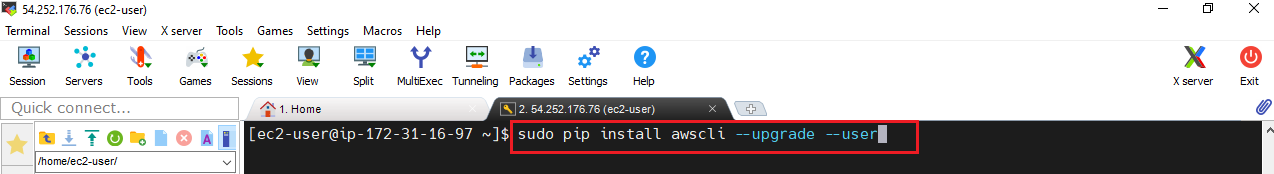 54.252.176.76 (ec2-user)
Terminal Sessions View X server Tools Games Settings Macros Help
Session Servers Tools Games Sessions View Split MultiExec Tunneling Packages Settings Help X server Exit
Quick connect... 1. Home 2. 54.252.176.76 (ec2-user)
[ec2-user@ip-172-31-16-97 ~]$ sudo pip install awscli --upgrade --user
/home/ec2-user/